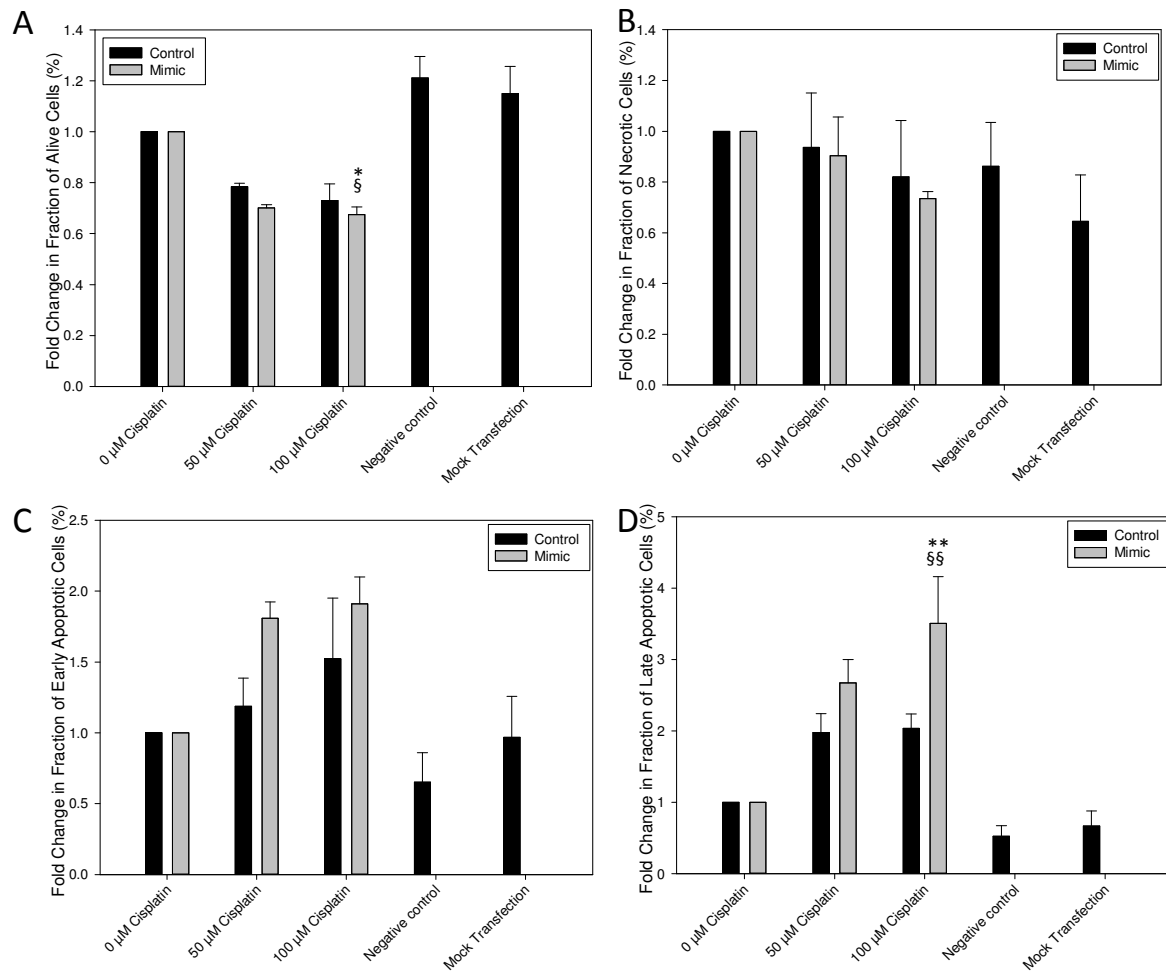 A
Fold Change in Fraction of Alive Cells (%)
1.4
1.2
1.0
0.8
0.6
0.4
0.2
0.0
Control
Mimic
*
§
0 µM Cisplatin
50 µM Cisplatin
100 µM Cisplatin
Negative control
Mock Transfection
B
Fold Change in Fraction of Necrotic Cells (%)
1.4
1.2
1.0
0.8
0.6
0.4
0.2
0.0
Control
Mimic
0 µM Cisplatin
50 µM Cisplatin
100 µM Cisplatin
Negative control
Mock Transfection
C
Fold Change in Fraction of Early Apoptotic Cells (%)
2.5
2.0
1.5
1.0
0.5
0.0
Control
Mimic
0 µM Cisplatin
50 µM Cisplatin
100 µM Cisplatin
Negative control
Mock Transfection
D
Fold Change in Fraction of Late Apoptotic Cells (%)
5
4
3
2
1
0
Control
Mimic
**
§§
0 µM Cisplatin
50 µM Cisplatin
100 µM Cisplatin
Negative control
Mock Transfection